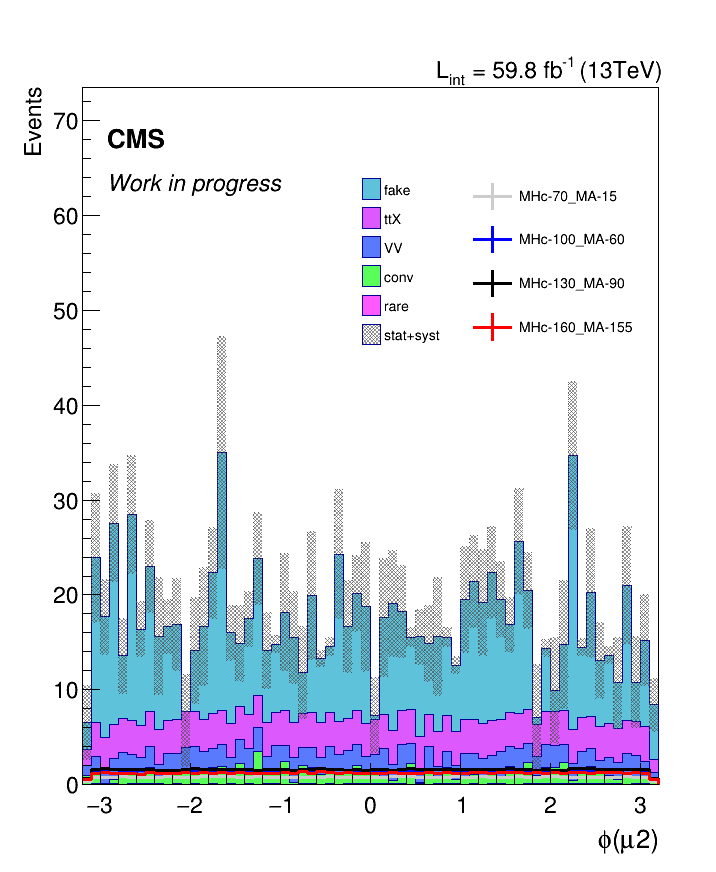 L_int = 59.8 fb^-1 (13TeV)
Events
CMS
Work in progress
fake
ttX
VV
conv
rare
stat+syst
MHc-70_MA-15
MHc-100_MA-60
MHc-130_MA-90
MHc-160_MA-155
70
60
50
40
30
20
10
0
−3 −2 −1 0 1 2 3
ϕ(μ2)